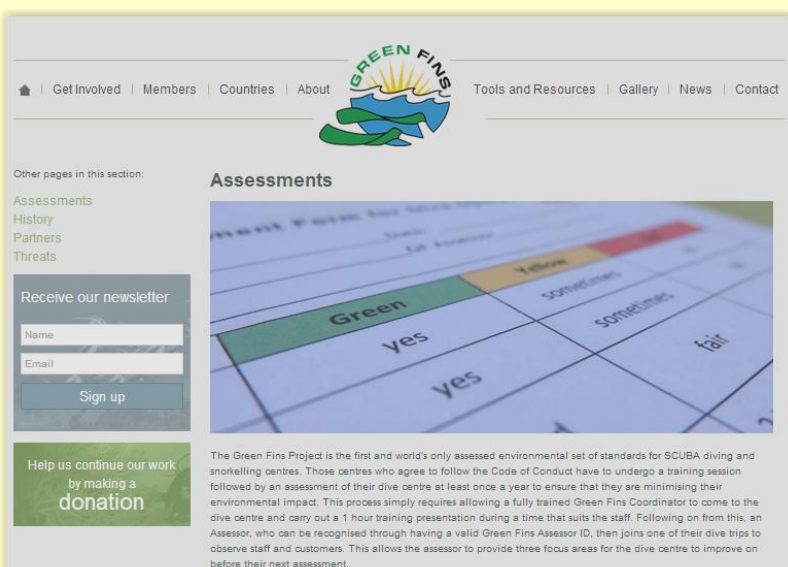 GREEN FINS
Get Involved | Members | Countries | About
Tools and Resources | Gallery | News | Contact
Other pages in this section:
Assessments
History
Partners
Threats
Receive our newsletter
Name
Email
Sign up
Help us continue our work
by making a
donation
Assessments
ment Form for
Green Yellow
yes sometimes
yes sometimes
fair
The Green Fins Project is the first and world's only assessed environmental set of standards for SCUBA diving and
snorkelling centres. Those centres who agree to follow the Code of Conduct have to undergo a training session
followed by an assessment of their dive centre at least once a year to ensure that they are minimising their
environmental impact. This process simply requires allowing a fully trained Green Fins Coordinator to come to the
dive centre and carry out a 1 hour training presentation during a time that suits the staff. Following on from this, an
Assessor, who can be recognised through having a valid Green Fins Assessor ID, then joins one of their dive trips to
observe staff and customers. This allows the assessor to provide three focus areas for the dive centre to improve on
before their next assessment.